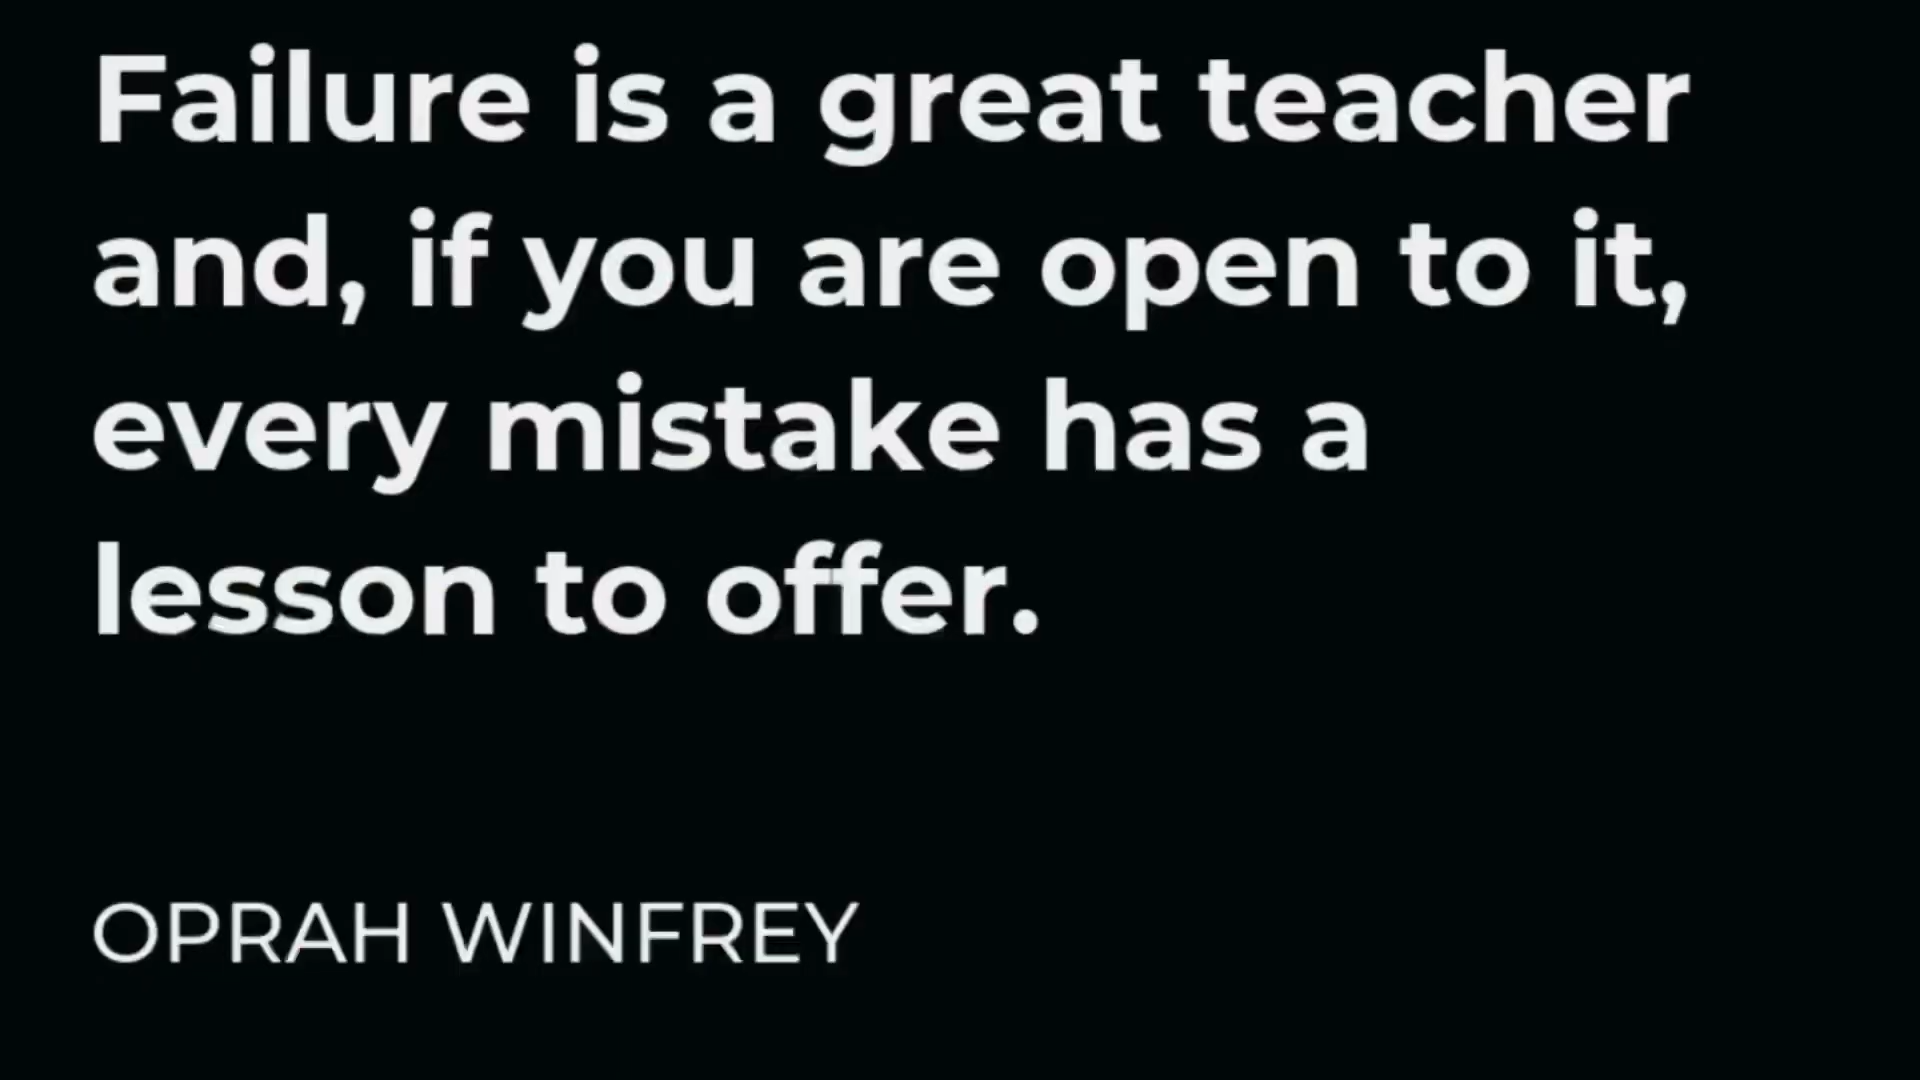 Failure is a great teacher
and, if you are open to it,
every mistake has a
lesson to offer.
OPRAH WINFREY